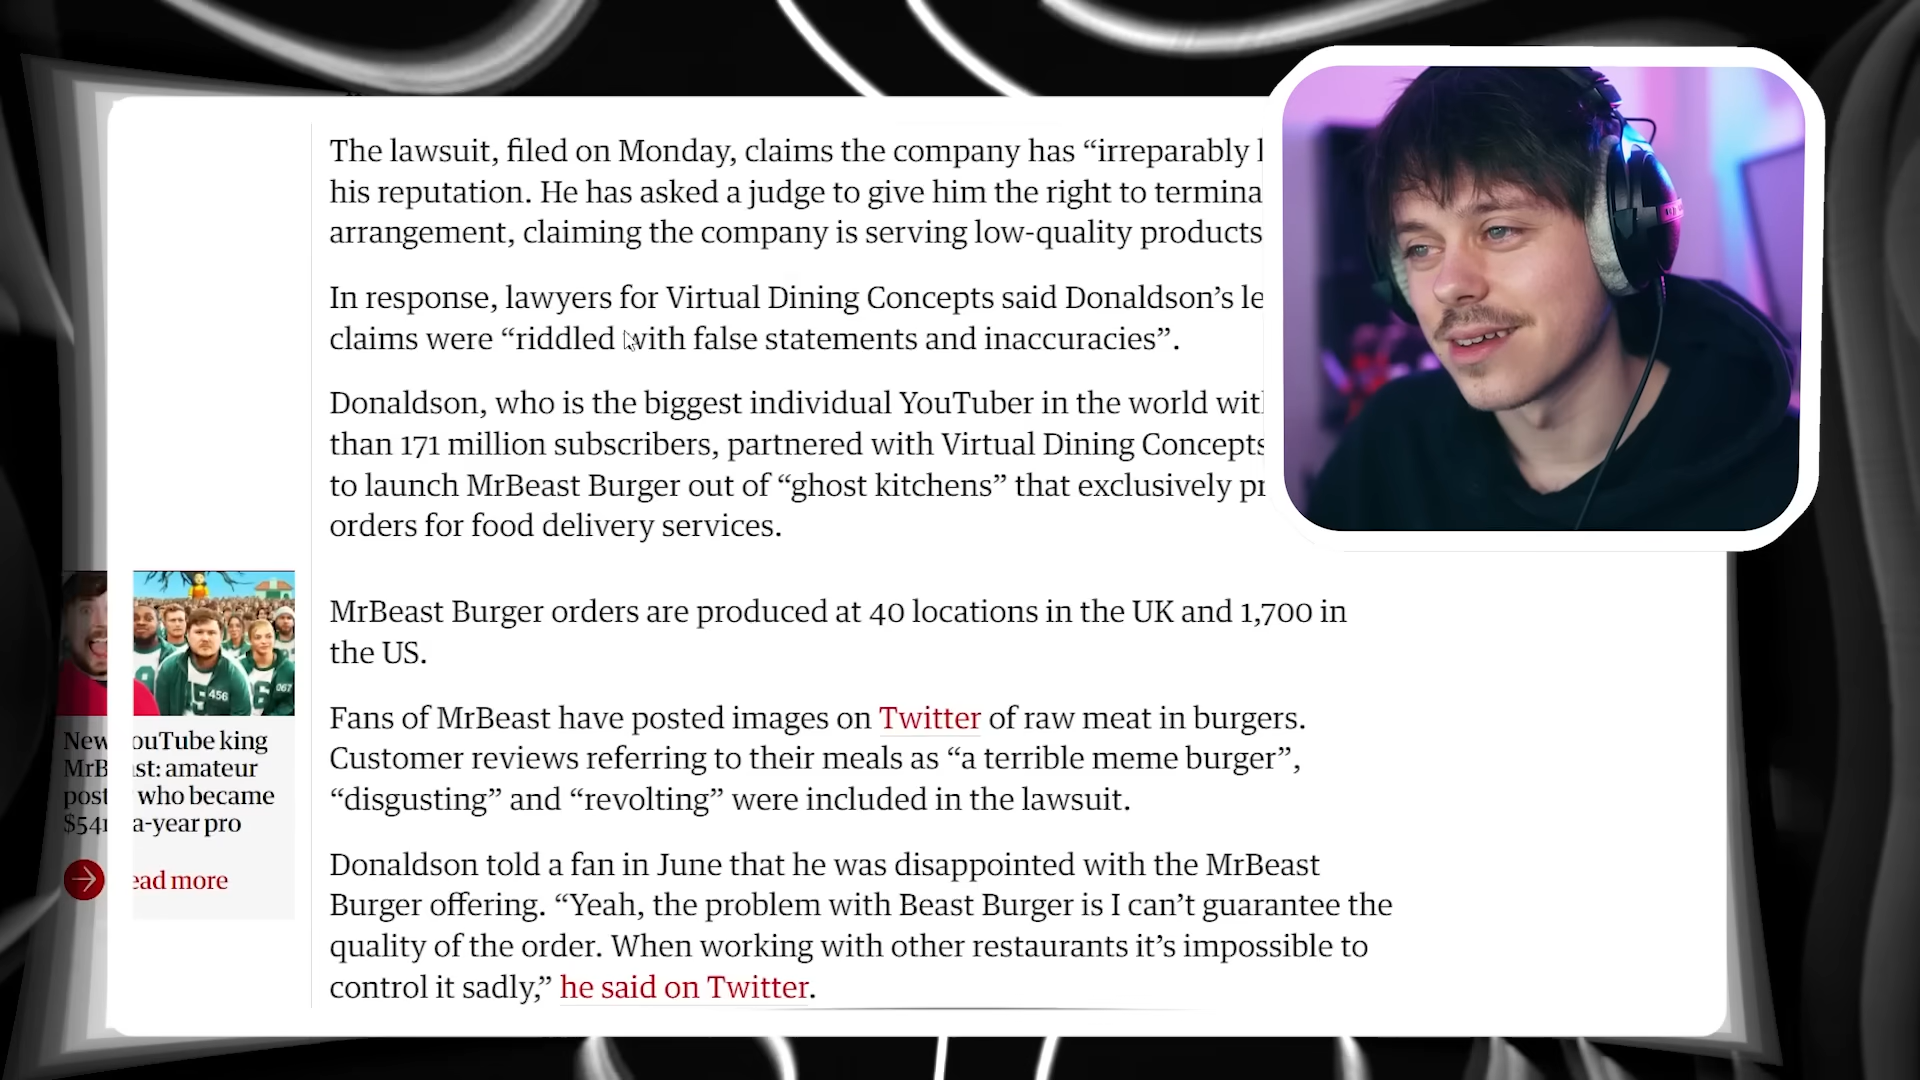 The lawsuit, filed on Monday, claims the company has “irreparably
his reputation. He has asked a judge to give him the right to
arrangement, claiming the company is serving low-quality products
In response, lawyers for Virtual Dining Concepts said Donaldson’s
claims were “riddled with false statements and inaccuracies”.
Donaldson, who is the biggest individual YouTuber in the world
than 171 million subscribers, partnered with Virtual Dining Concepts
to launch MrBeast Burger out of “ghost kitchens” that exclusively
orders for food delivery services.
MrBeast Burger orders are produced at 40 locations in the UK and 1,700 in
the US.
Fans of MrBeast have posted images on Twitter of raw meat in burgers.
Customer reviews referring to their meals as “a terrible meme burger”,
“disgusting” and “revolting” were included in the lawsuit.
Donaldson told a fan in June that he was disappointed with the MrBeast
Burger offering. “Yeah, the problem with Beast Burger is I can’t guarantee the
quality of the order. When working with other restaurants it’s impossible to
control it sadly,” he said on Twitter.
456
067
New king
amateur
who became
a-year pro
more